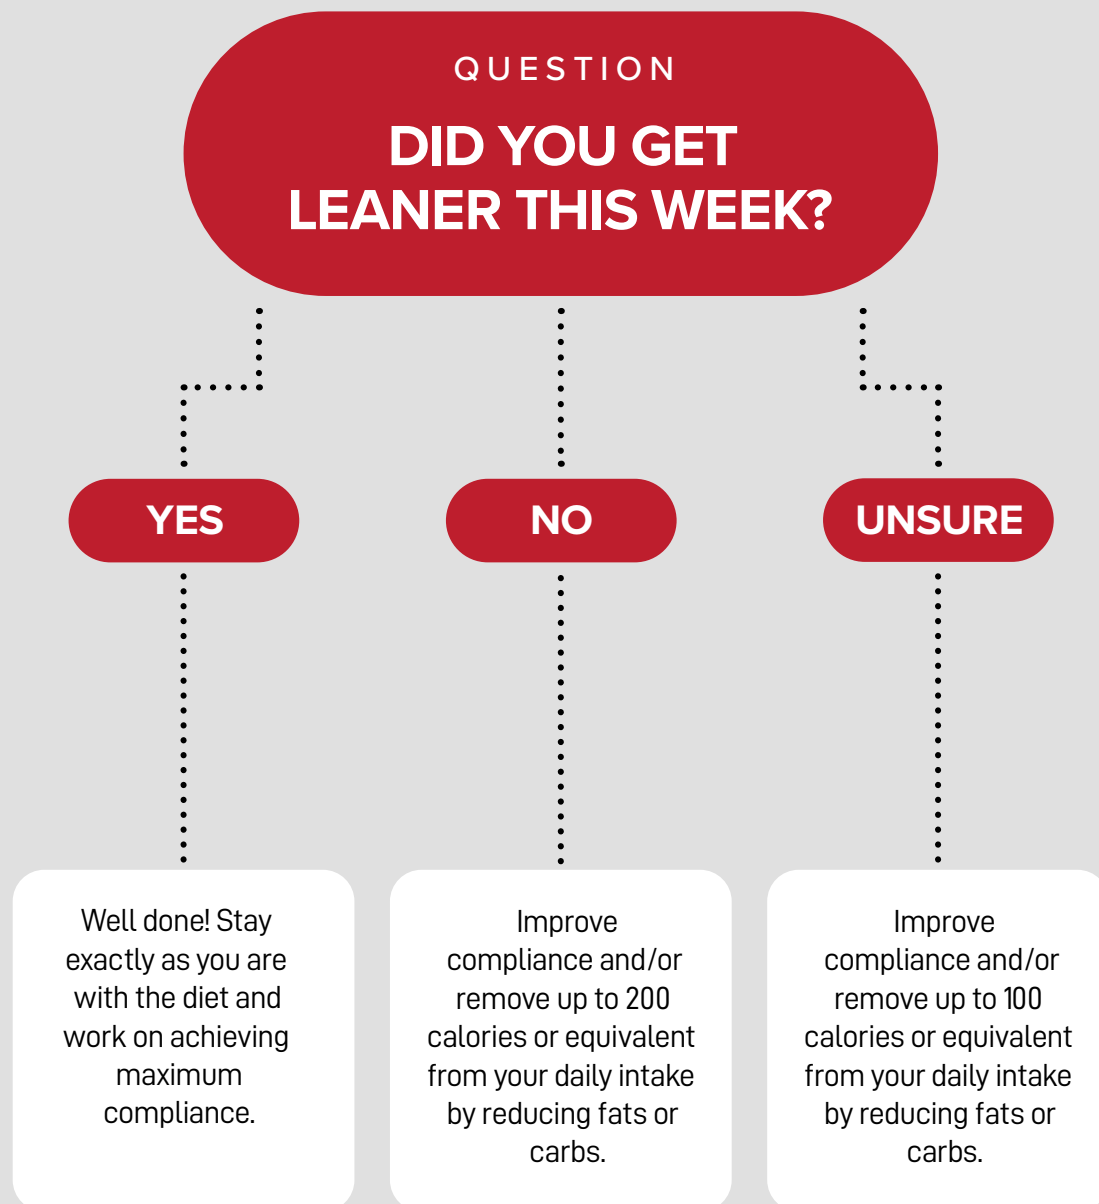 QUESTION
DID YOU GET
LEANER THIS WEEK?
YES
NO
UNSURE
Well done! Stay
exactly as you are
with the diet and
work on achieving
maximum
compliance.
Improve
compliance and/or
remove up to 200
calories or equivalent
from your daily intake
by reducing fats or
carbs.
Improve
compliance and/or
remove up to 100
calories or equivalent
from your daily intake
by reducing fats or
carbs.